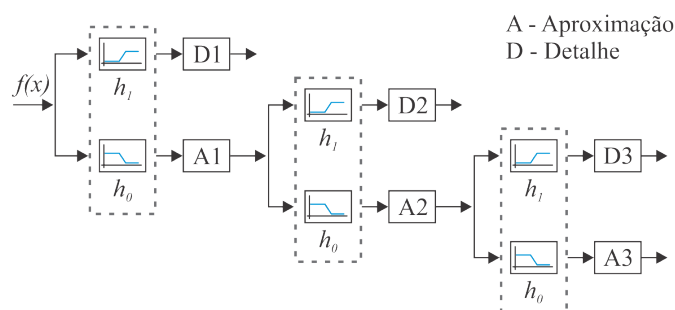 A - Aproximação
D - Detalhe
f(x)
h1
D1
h0
A1
h1
D2
h0
A2
h1
D3
h0
A3